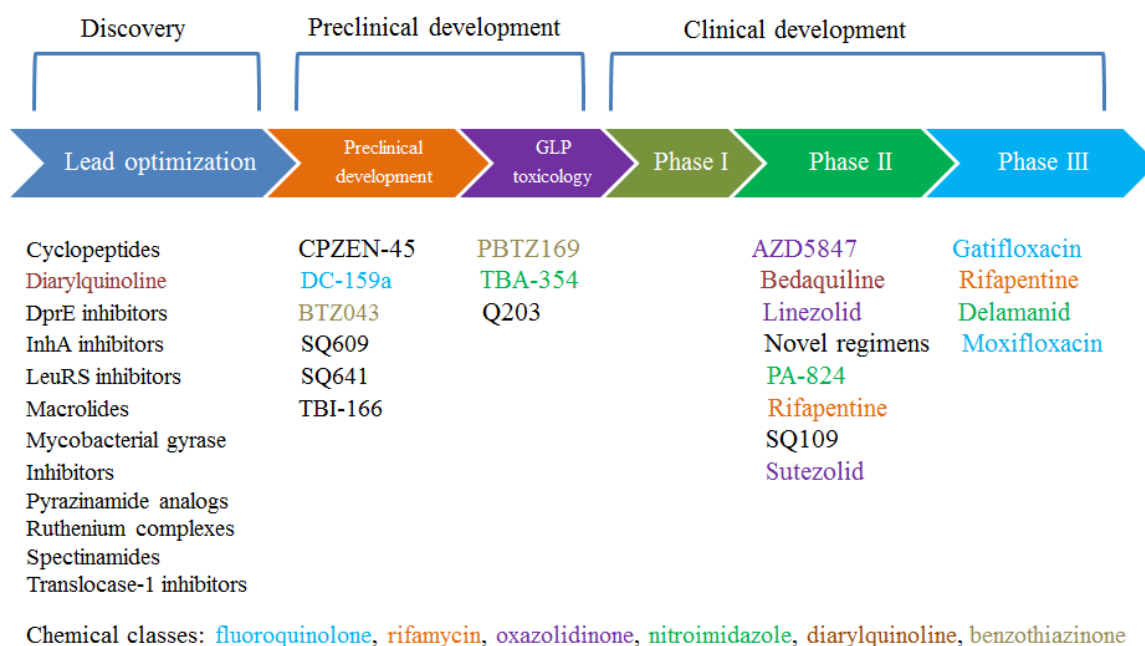 Discovery
Preclinical development
Clinical development
Lead optimization
Preclinical
development
GLP
toxicology
Phase I
Phase II
Phase III
Cyclopeptides
Diarylquinoline
DprE inhibitors
InhA inhibitors
LeuRS inhibitors
Macrolides
Mycobacterial gyrase
Inhibitors
Pyrazinamide analogs
Ruthenium complexes
Spectinamides
Translocase-1 inhibitors
CPZEN-45
DC-159a
BTZ043
SQ609
SQ641
TBI-166
PBTZ169
TBA-354
Q203
AZD5847
Bedaquiline
Linezolid
Novel regimens
PA-824
Rifapentine
SQ109
Sutezolid
Gatifloxacin
Rifapentine
Delamanid
Moxifloxacin
Chemical classes: fluoroquinolone, rifamycin, oxazolidinone, nitroimidazole, diarylquinoline, benzothiazinone